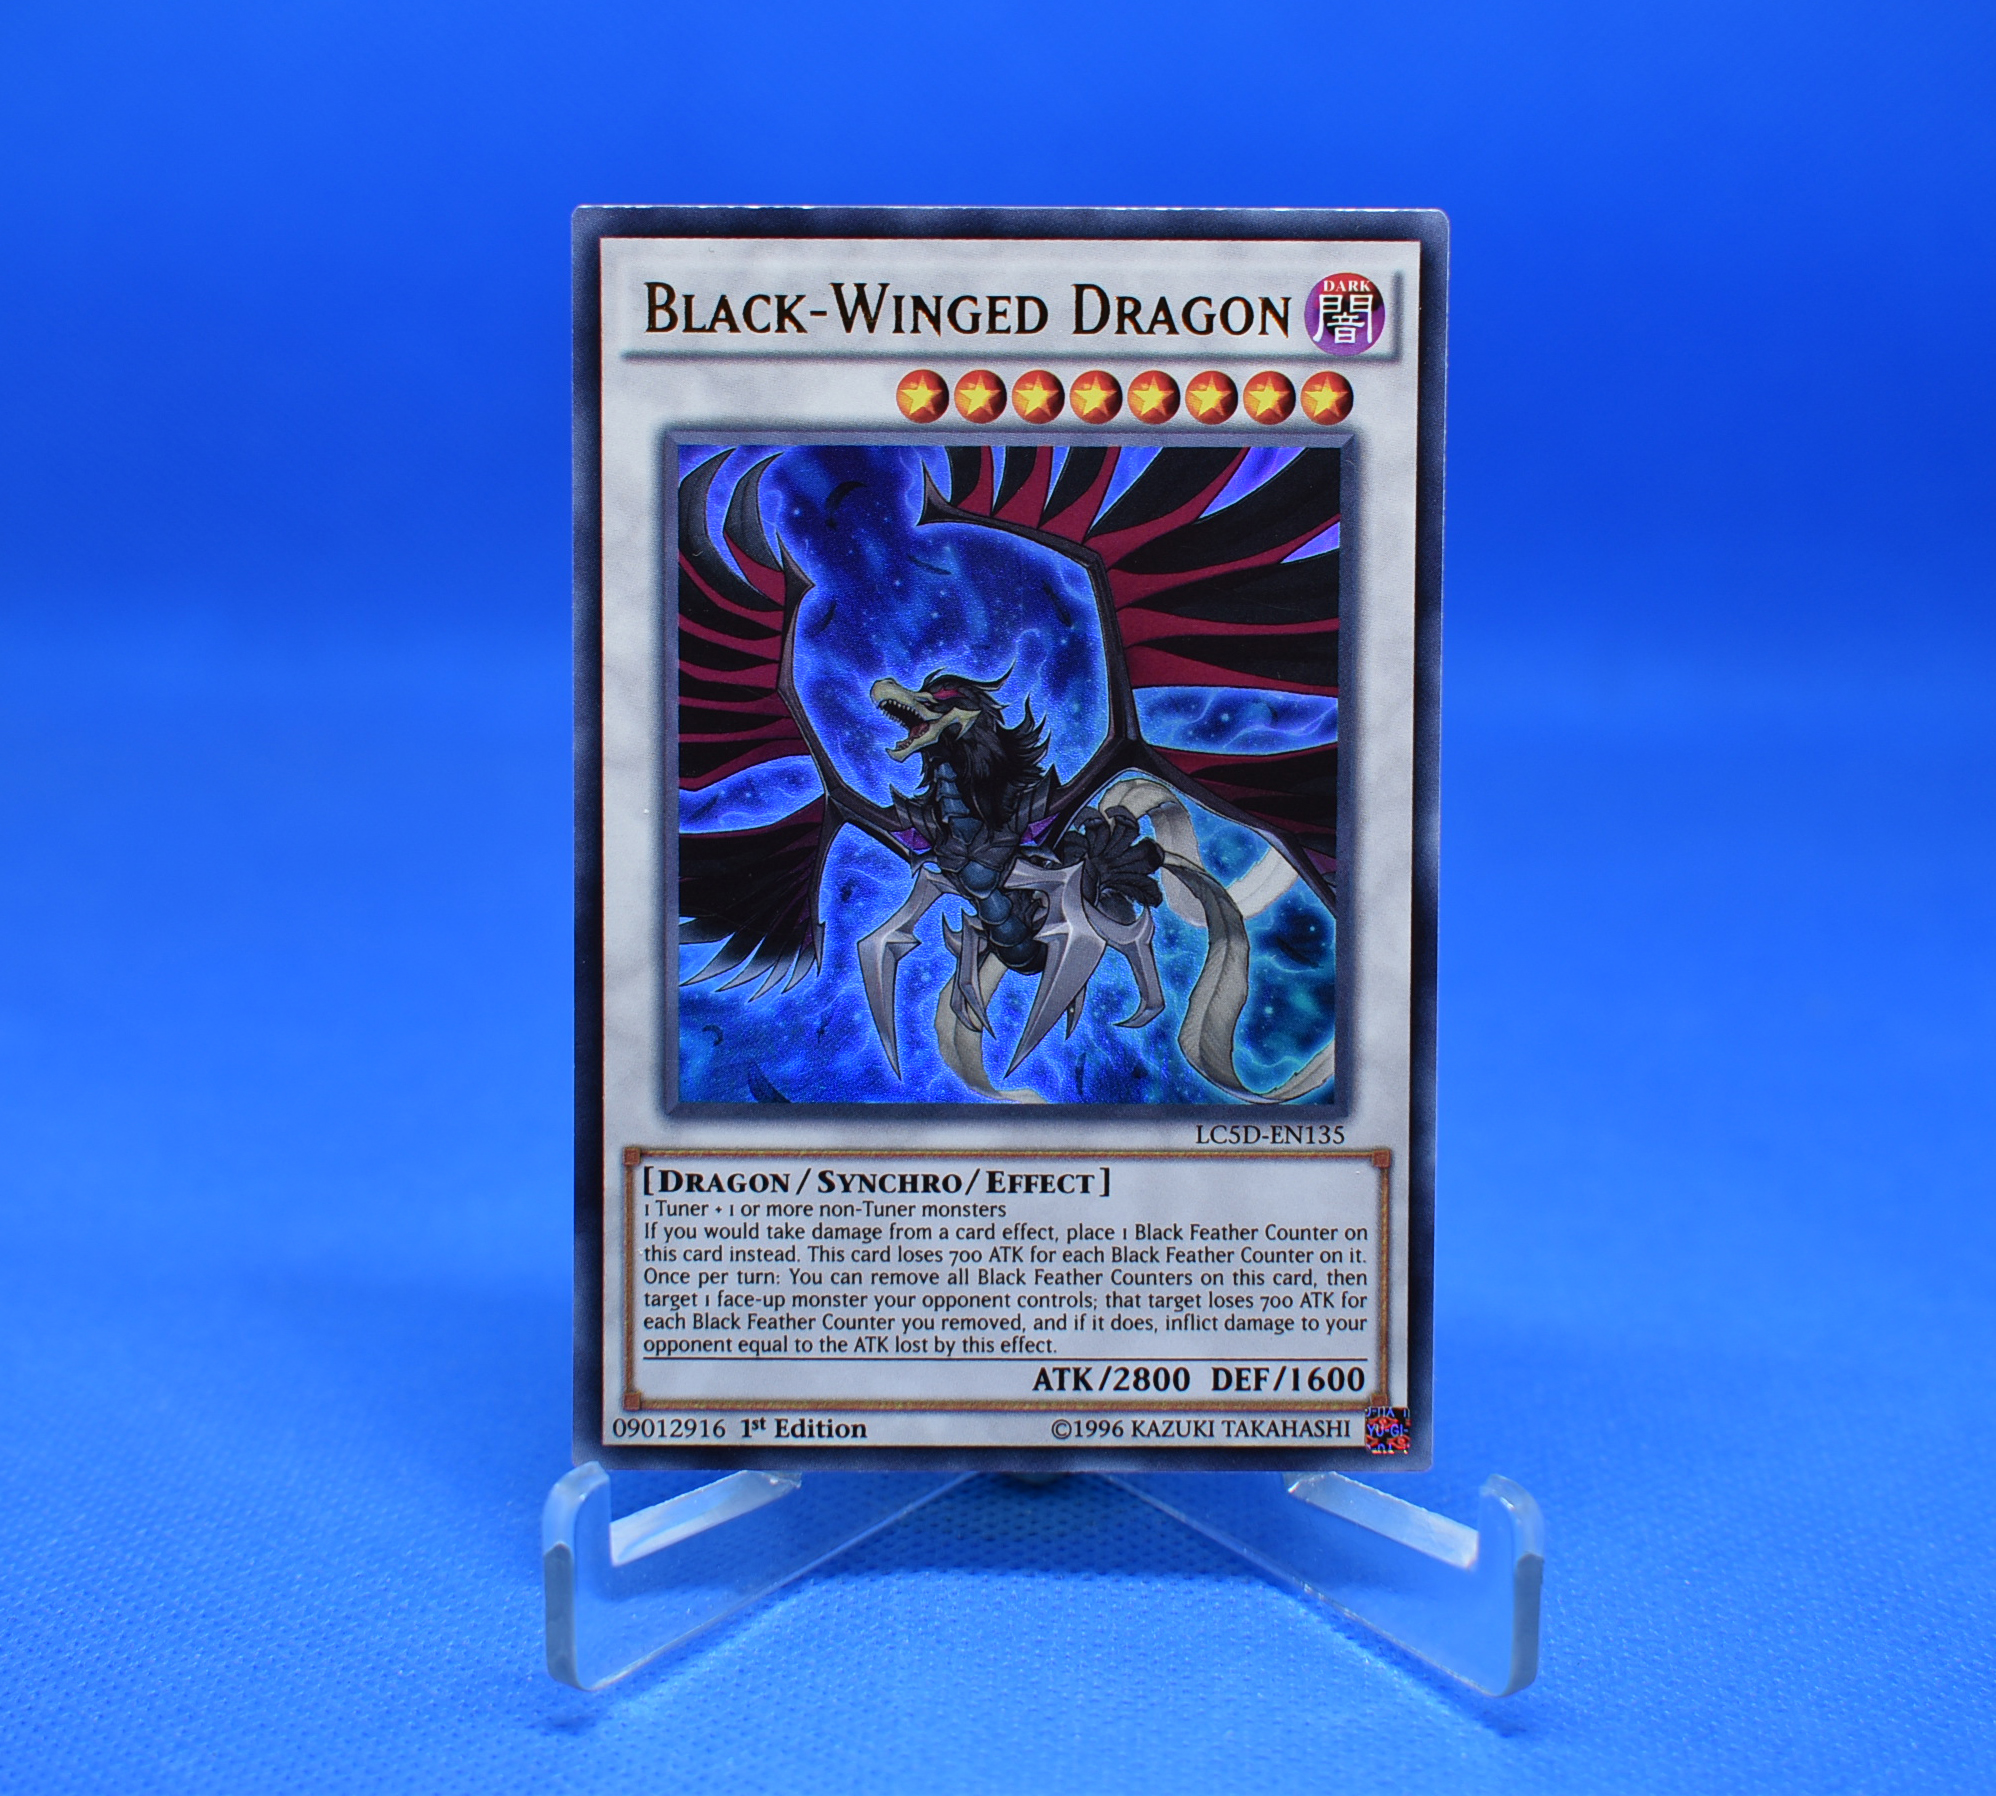 BLACK-WINGED DRAGON
DARK
闇
LC5D-EN135
[DRAGON/SYNCHRO/EFFECT]
1 Tuner + 1 or more non-Tuner monsters
If you would take damage from a card effect, place 1 Black Feather Counter on
this card instead. This card loses 700 ATK for each Black Feather Counter on it.
Once per turn: You can remove all Black Feather Counters on this card, then
target 1 face-up monster your opponent controls; that target loses 700 ATK for
each Black Feather Counter you removed, and if it does, inflict damage to your
opponent equal to the ATK lost by this effect.
ATK/2800 DEF/1600
09012916 1st Edition ©1996 KAZUKI TAKAHASHI
YU-GI-